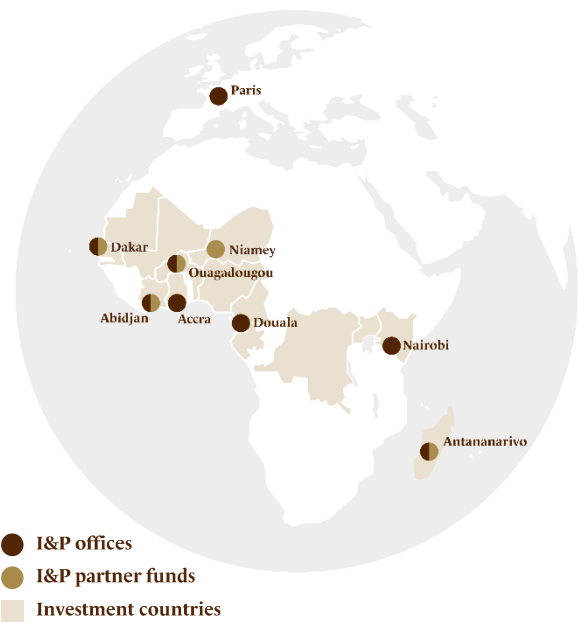 Paris
Dakar
Niamey
Ouagadougou
Abidjan
Accra
Douala
Nairobi
Antananarivo
I&P offices
I&P partner funds
Investment countries